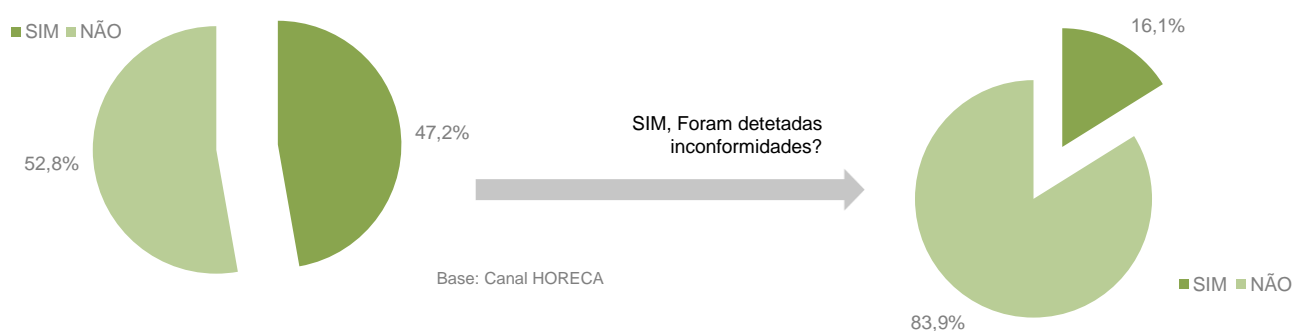 SIM NÃO
47,2%
52,8%
SIM, Foram detetadas
inconformidades?
Base: Canal HORECA
16,1%
SIM NÃO
83,9%